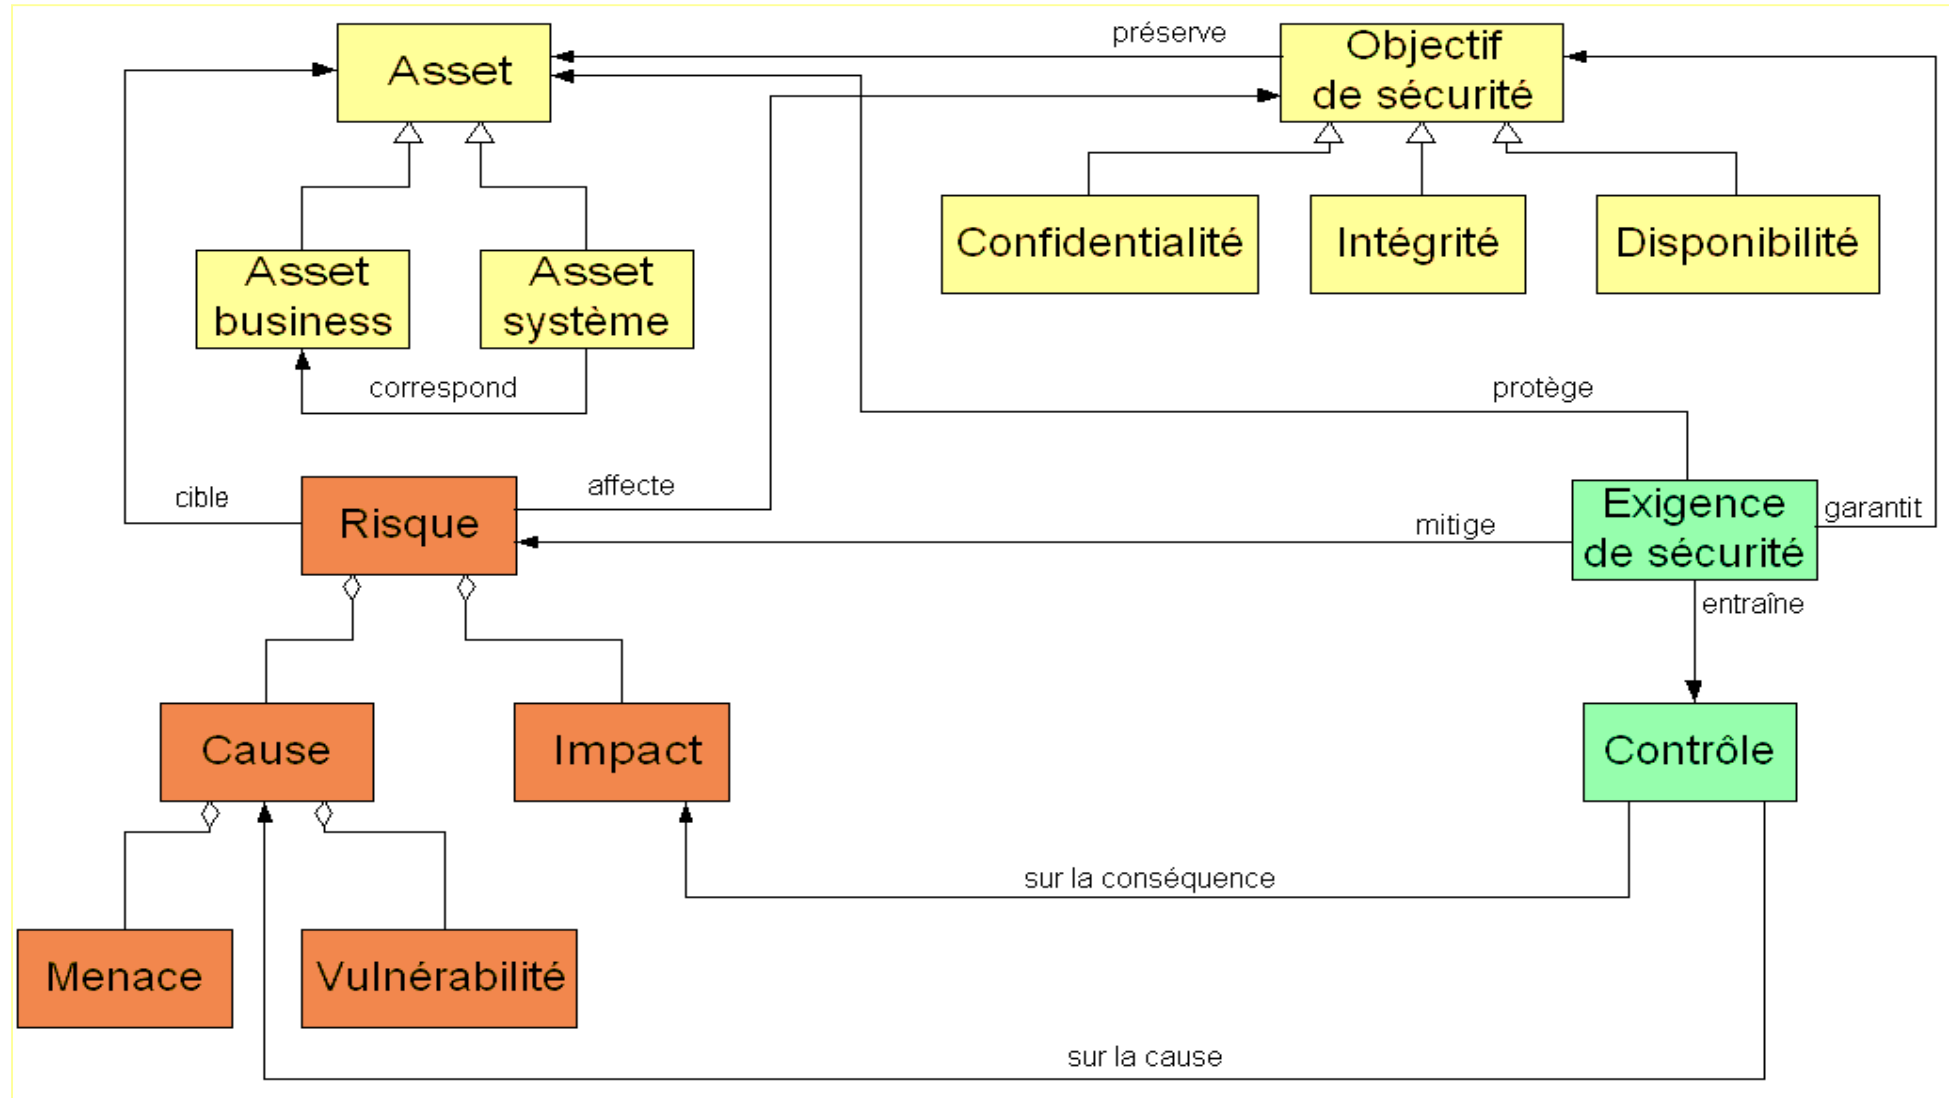 préserve
Asset
Objectif
de sécurité
Confidentialité
Intégrité
Disponibilité
Asset
business
Asset
système
correspond
protège
cible
affecte
Risque
mitige
Exigence
de sécurité
garantit
entraîne
Cause
Impact
Contrôle
sur la conséquence
Menace
Vulnérabilité
sur la cause